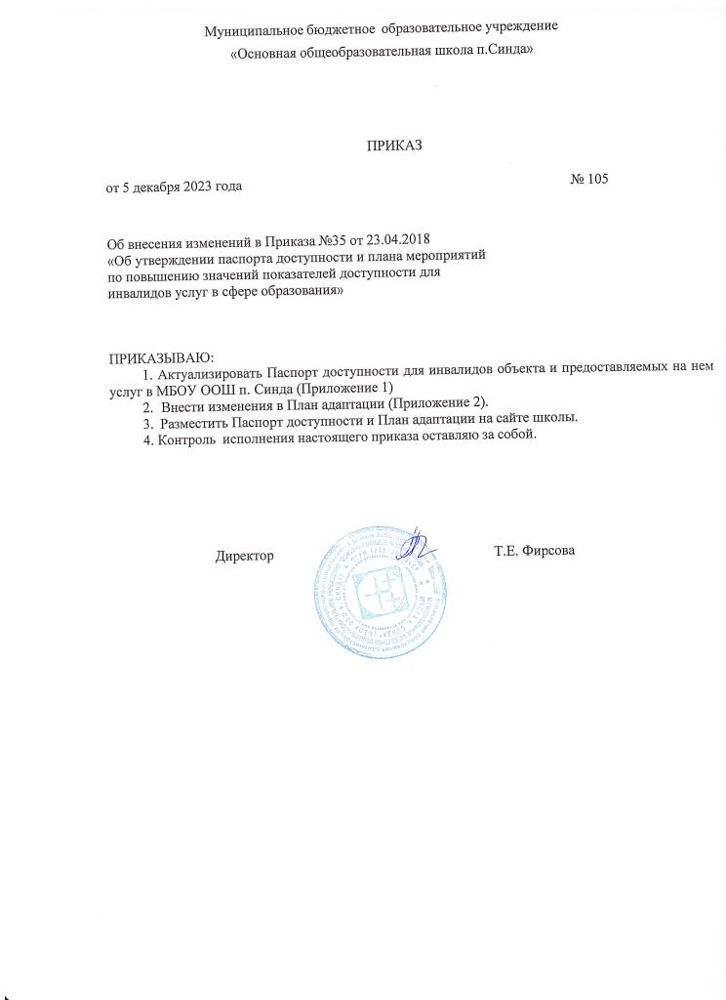 Муниципальное бюджетное образовательное учреждение
«Основная общеобразовательная школа п.Синда»
ПРИКАЗ
от 5 декабря 2023 года
№ 105
Об внесения изменений в Приказа №35 от 23.04.2018
«Об утверждении паспорта доступности и плана мероприятий
по повышению значений показателей доступности для
инвалидов услуг в сфере образования»
ПРИКАЗЫВАЮ:
1. Актуализировать Паспорт доступности для инвалидов объекта и предоставляемых на нем
услуг в МБОУ ООШ п. Синда (Приложение 1)
2. Внести изменения в План адаптации (Приложение 2).
3. Разместить Паспорт доступности и План адаптации на сайте школы.
4. Контроль исполнения настоящего приказа оставляю за собой.
Директор
Т.Е. Фирсова